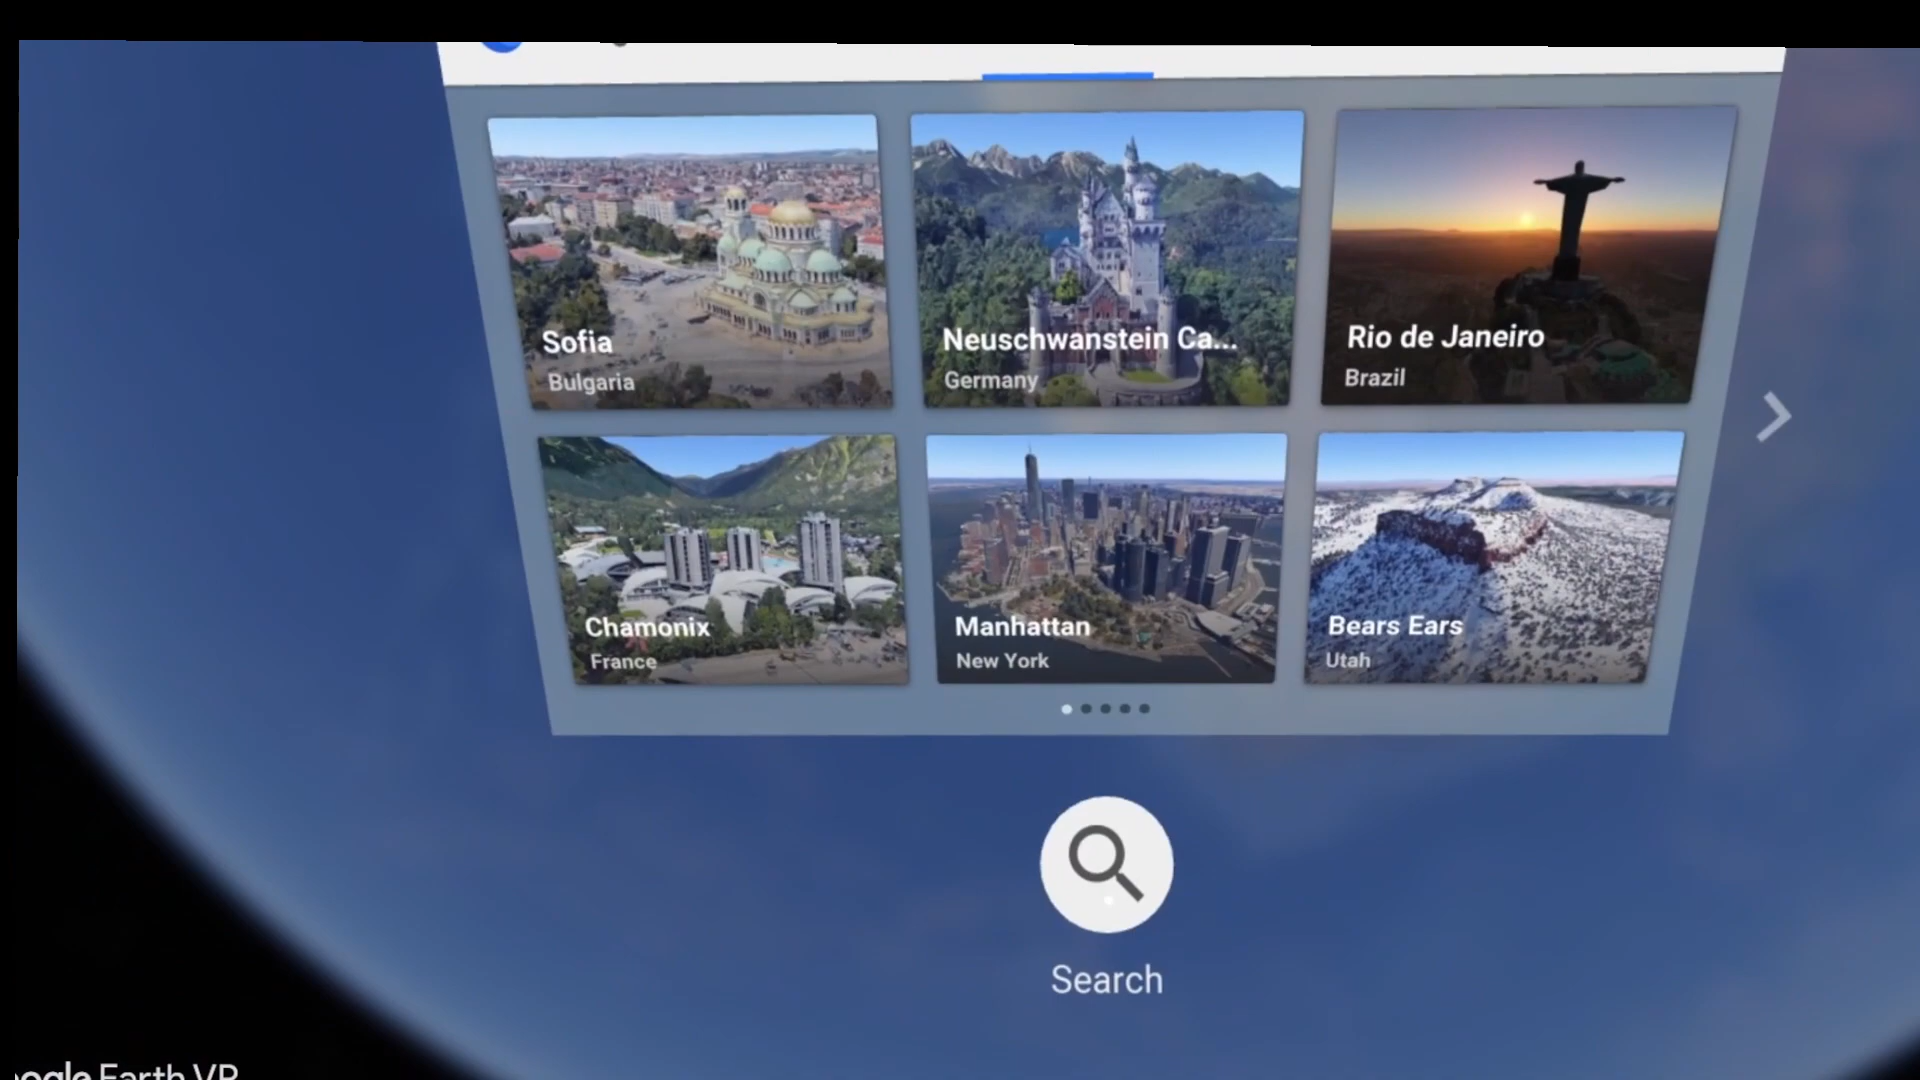 Sofia
Bulgaria
Neuschwanstein Ca...
Germany
Rio de Janeiro
Brazil
Chamonix
France
Manhattan
New York
Bears Ears
Utah
Search
ogle Earth VR